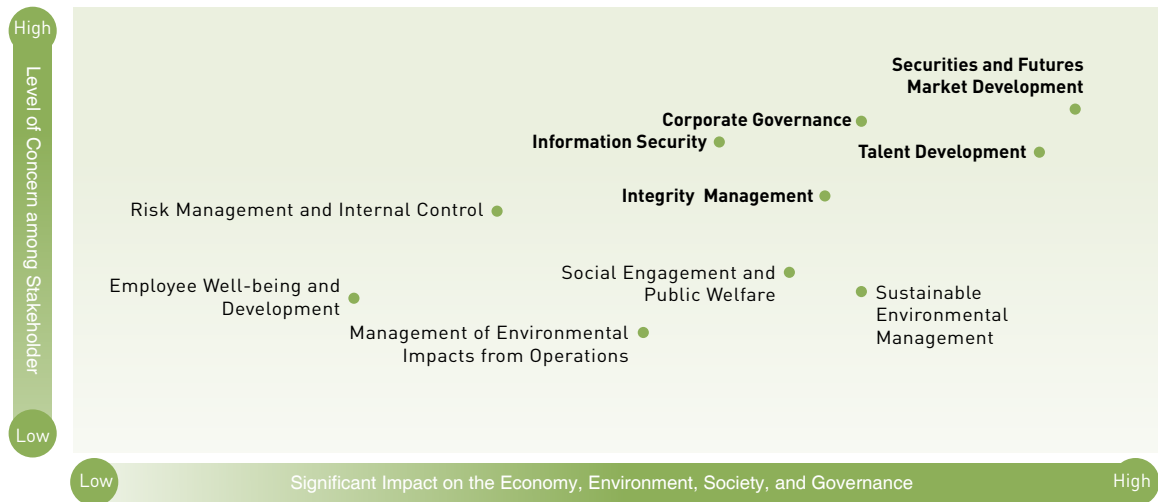 High
Level of Concern among Stakeholder
Low
Securities and Futures
Market Development
Corporate Governance
Information Security
Talent Development
Integrity Management
Risk Management and Internal Control
Social Engagement and
Public Welfare
Employee Well-being and
Development
Sustainable
Environmental
Management
Management of Environmental
Impacts from Operations
Low
Significant Impact on the Economy, Environment, Society, and Governance
High